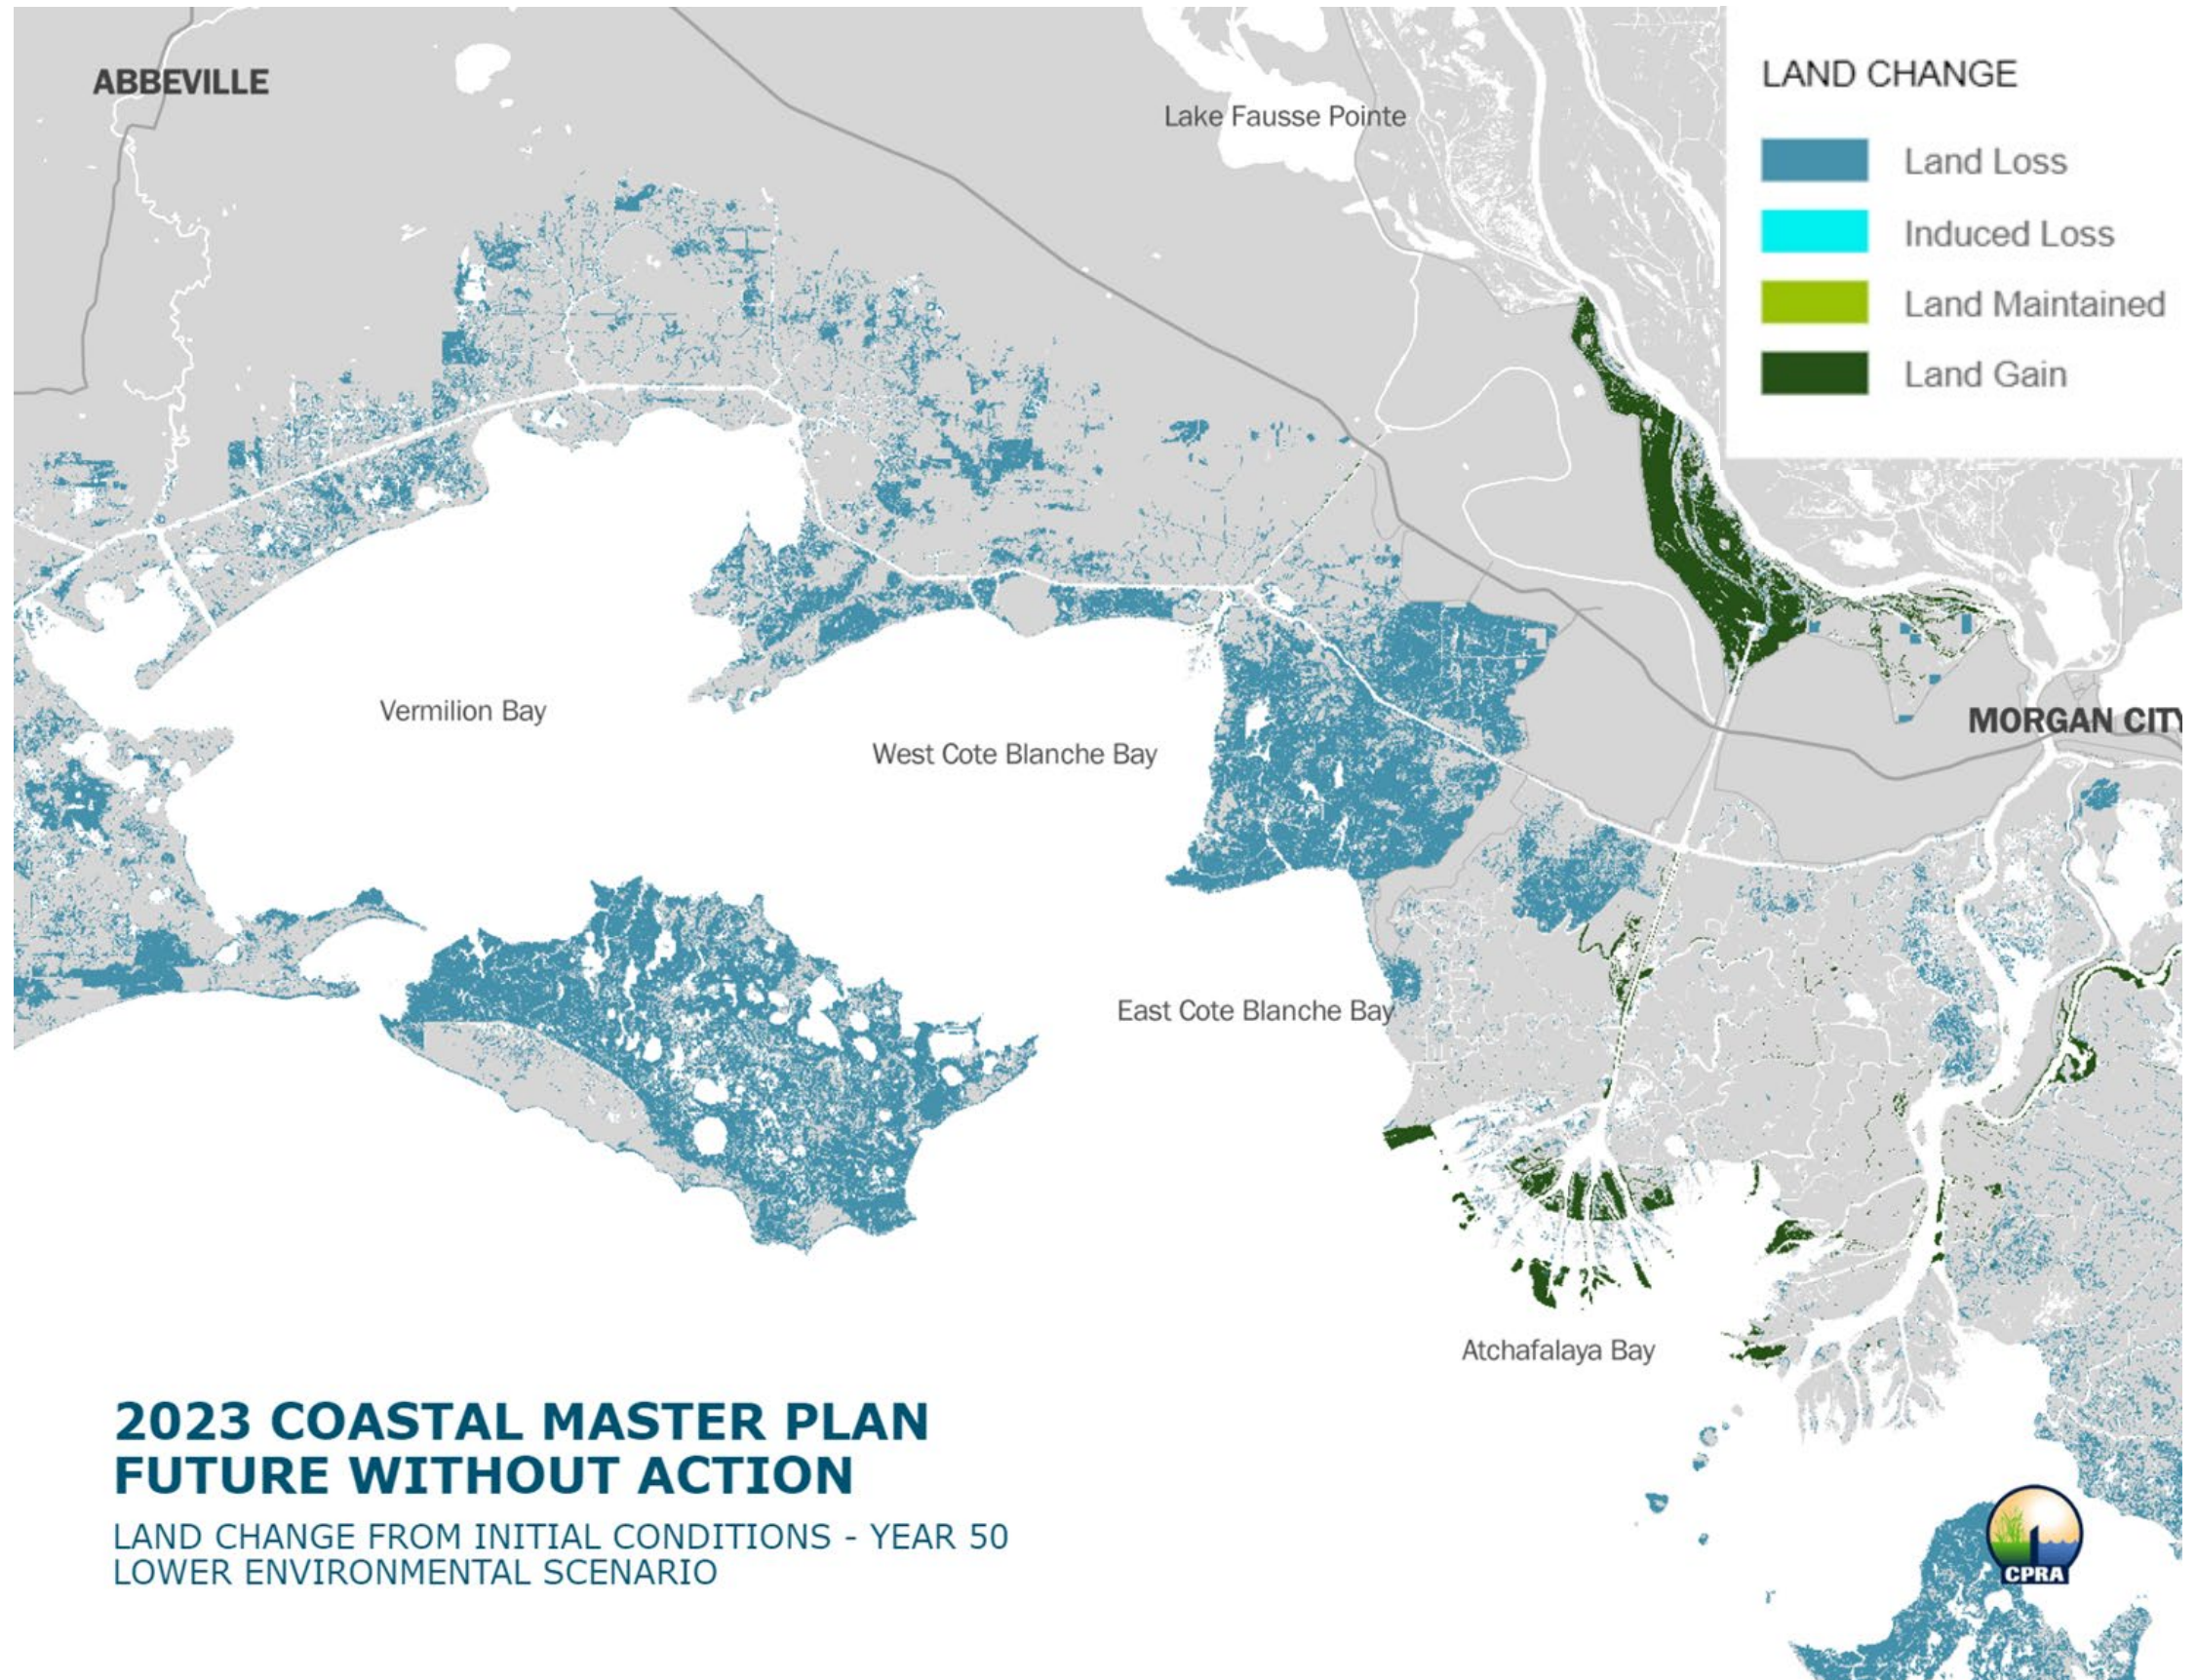 ABBEVILLE
Lake Fausse Pointe
LAND CHANGE
Land Loss
Induced Loss
Land Maintained
Land Gain
Vermilion Bay
West Cote Blanche Bay
MORGAN CITY
East Cote Blanche Bay
Atchafalaya Bay
2023 COASTAL MASTER PLAN
FUTURE WITHOUT ACTION
LAND CHANGE FROM INITIAL CONDITIONS - YEAR 50
LOWER ENVIRONMENTAL SCENARIO
CPRA